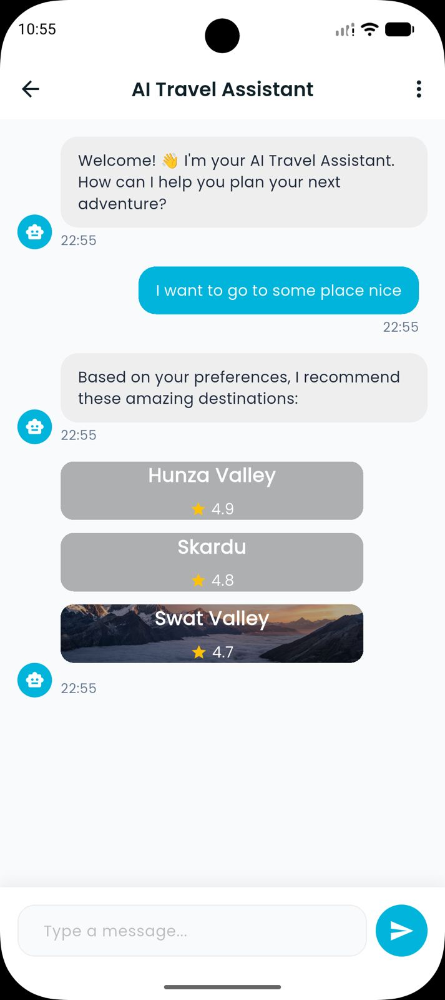 10:55
AI Travel Assistant
Welcome! 👋 I'm your AI Travel Assistant.
How can I help you plan your next
adventure?
22:55
I want to go to some place nice
22:55
Based on your preferences, I recommend
these amazing destinations:
22:55
Hunza Valley
4.9
Skardu
4.8
Swat Valley
4.7
22:55
Type a message...